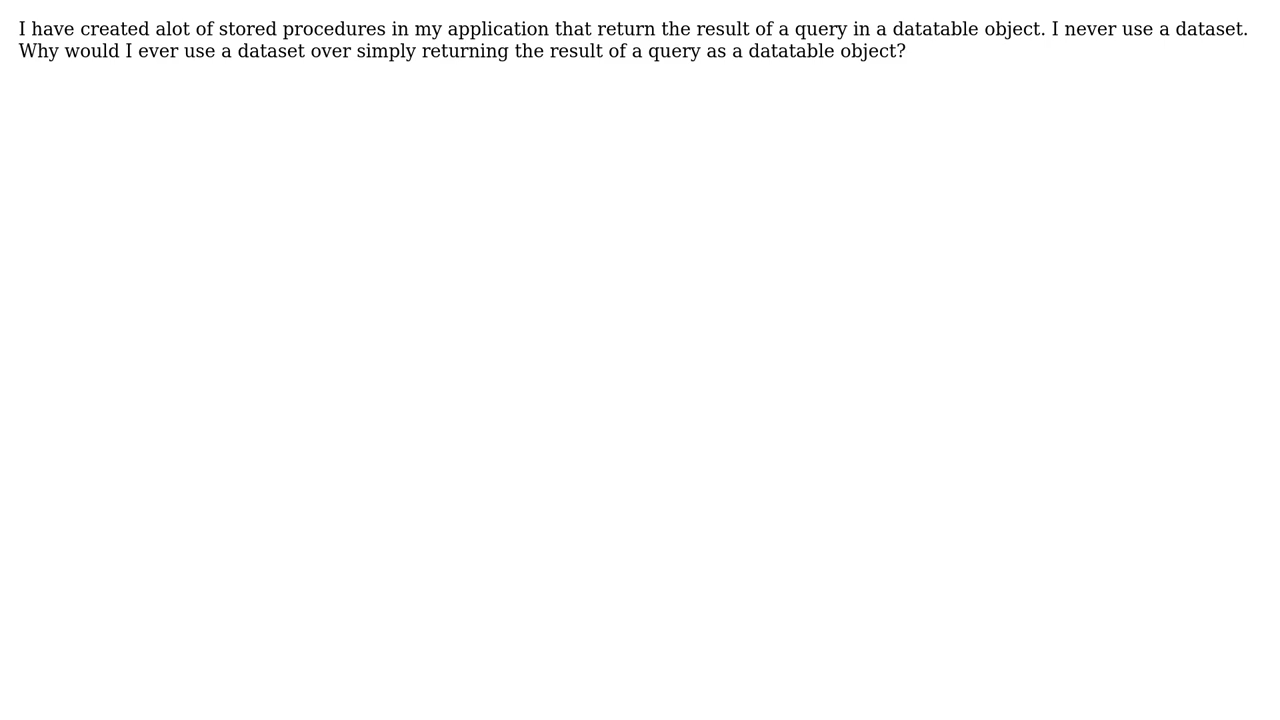 I have created alot of stored procedures in my application that return the result of a query in a datatable object. I never use a dataset.
Why would I ever use a dataset over simply returning the result of a query as a datatable object?